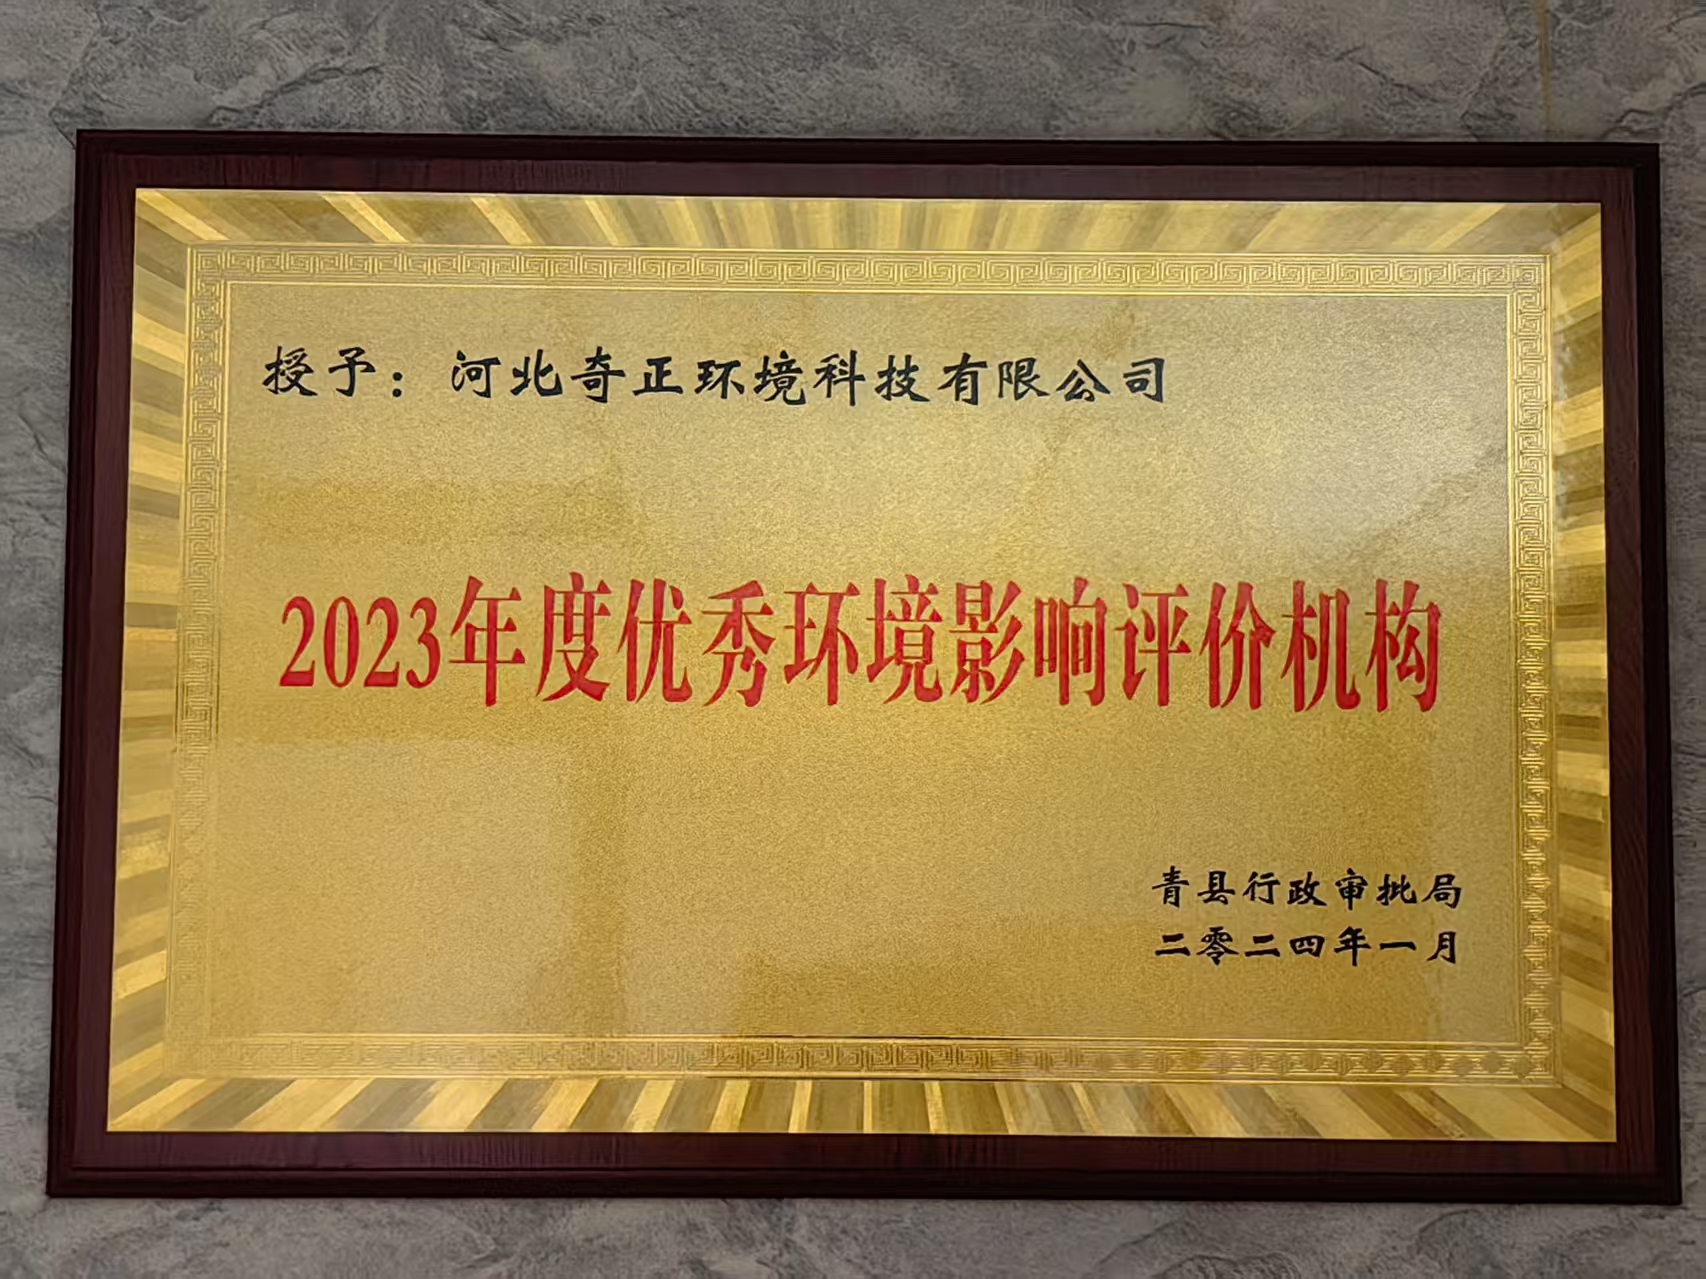 授予：河北奇正环境科技有限公司
2023年度优秀环境影响评价机构
青县行政审批局
二零二四年一月